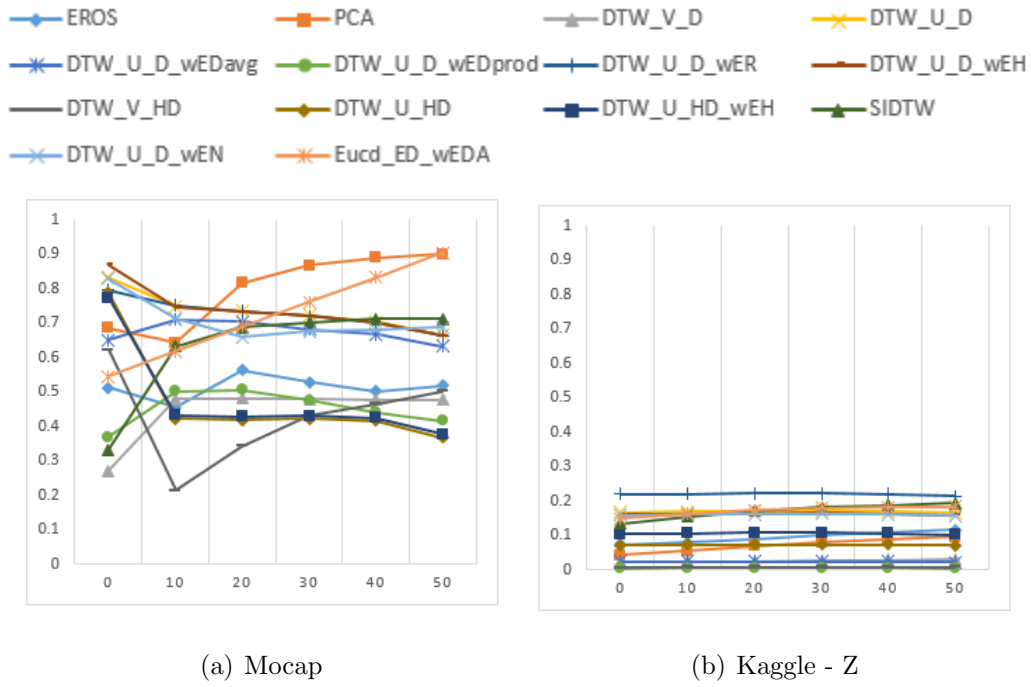 EROS PCA DTW_V_D DTW_U_D
DTW_U_D_wEDavg DTW_U_D_wEDprod DTW_U_D_wER DTW_U_D_wEH
DTW_V_HD DTW_U_HD DTW_U_HD_wEH SIDTW
DTW_U_D_wEN Eucd_ED_wEDA
1
0.9
0.8
0.7
0.6
0.5
0.4
0.3
0.2
0.1
0
0 10 20 30 40 50
(a) Mocap
1
0.9
0.8
0.7
0.6
0.5
0.4
0.3
0.2
0.1
0
0 10 20 30 40 50
(b) Kaggle - Z